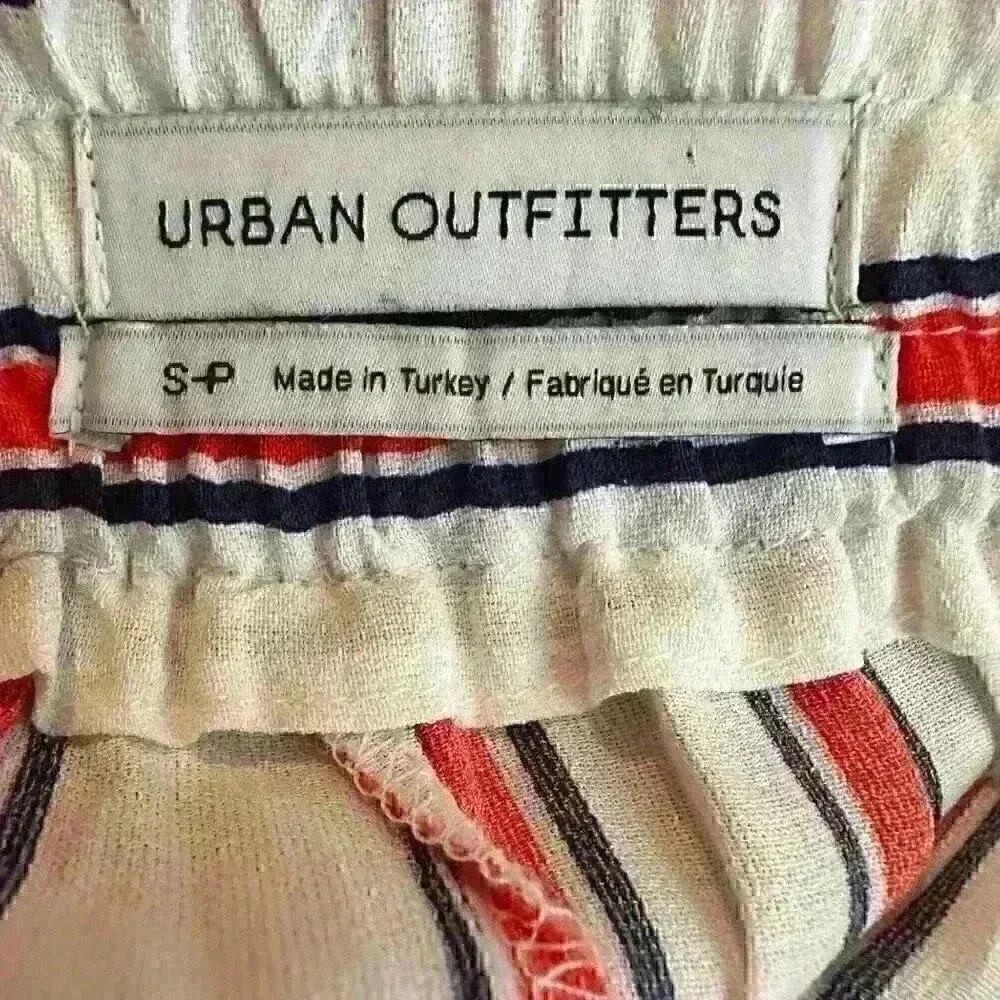 URBAN OUTFITTERS
S-P Made in Turkey / Fabriqué en Turquie